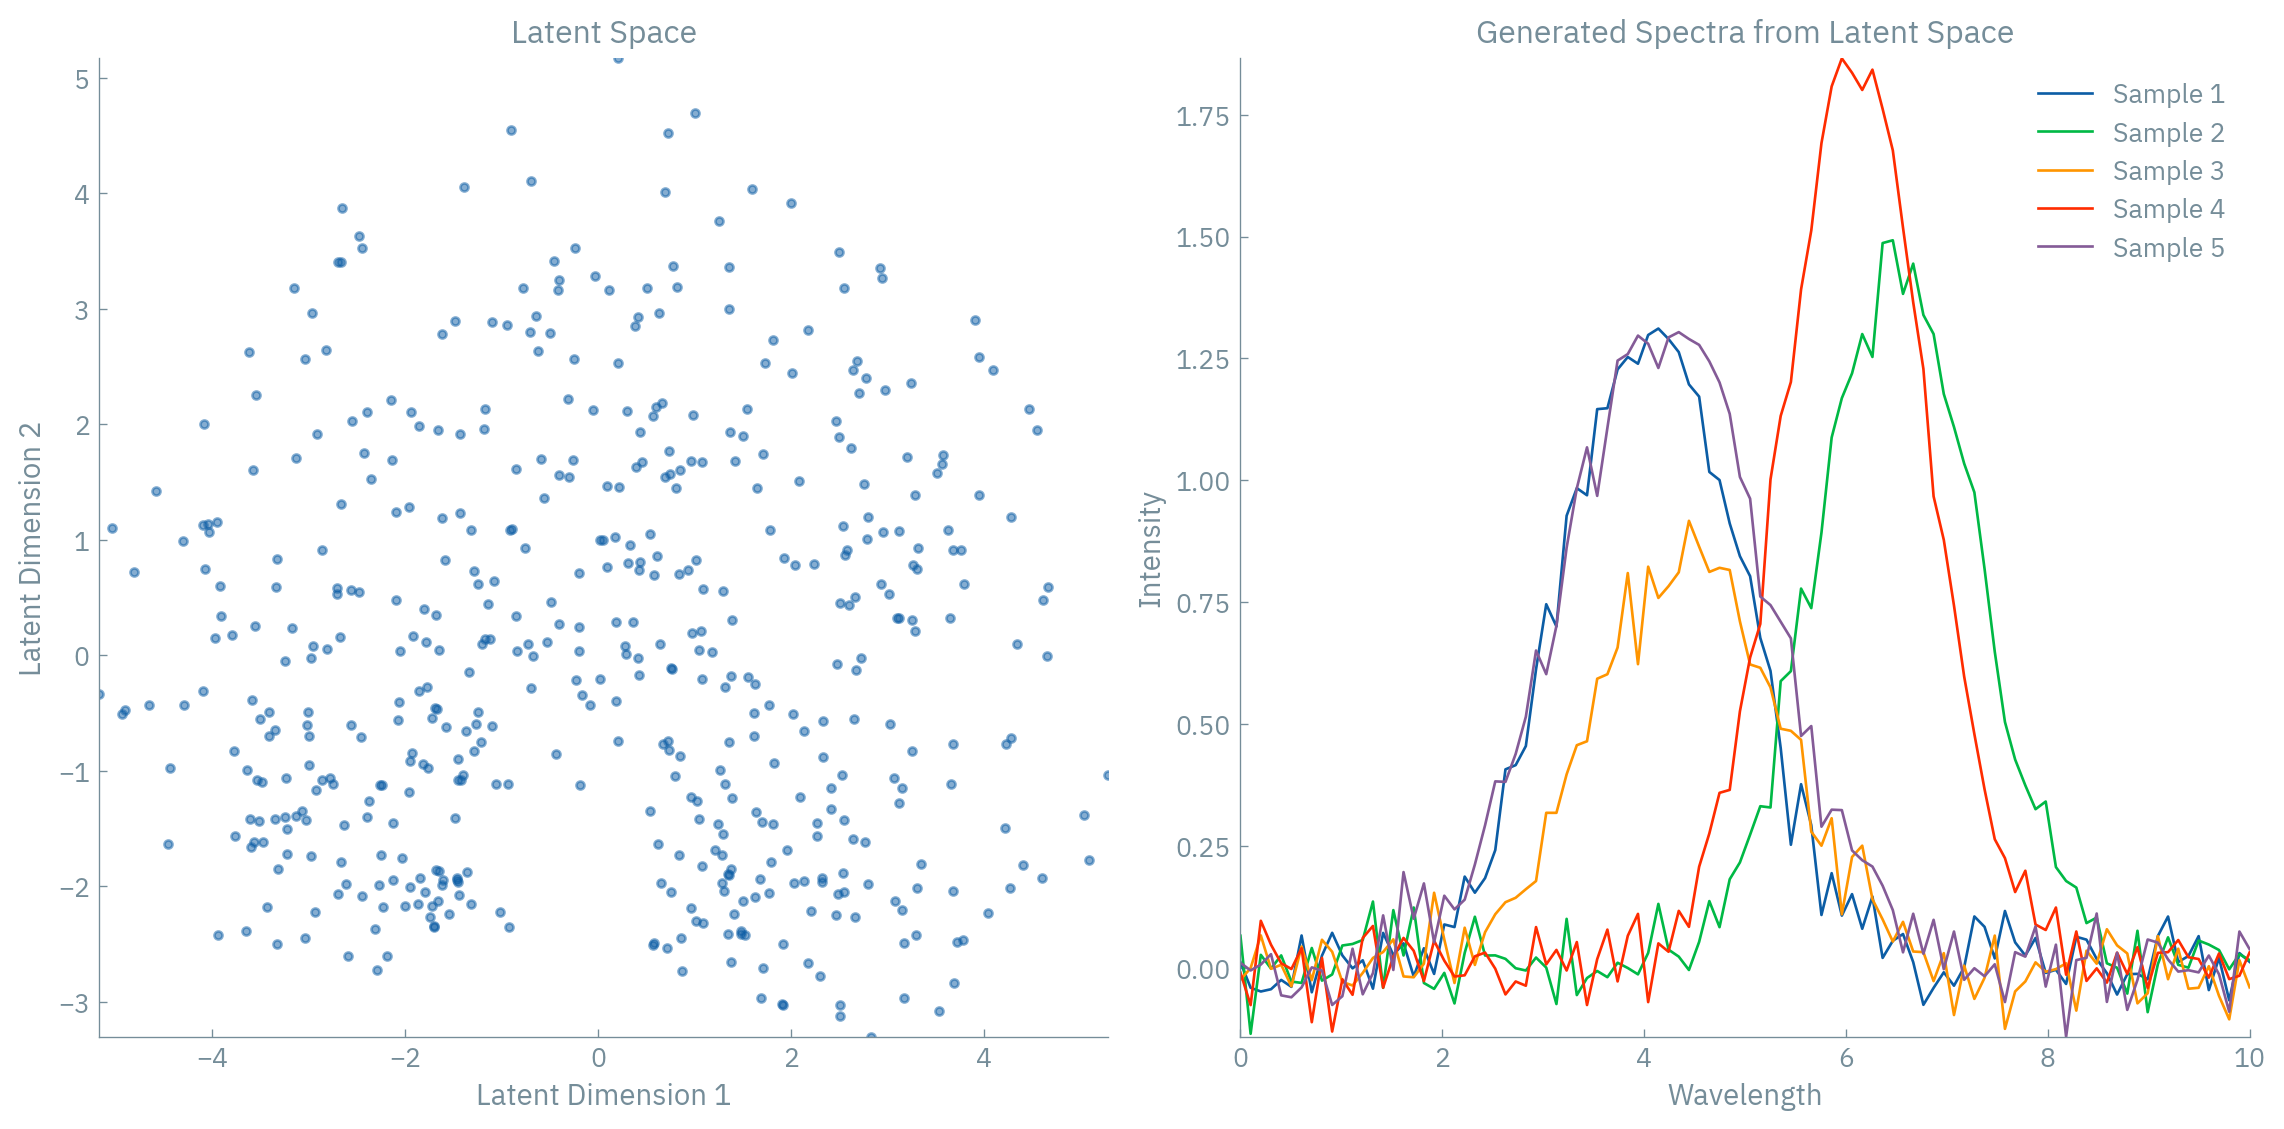 Latent Space
5
4
3
2
1
0
−1
−2
−3
Latent Dimension 2
−4
−2
0
2
4
Latent Dimension 1
Generated Spectra from Latent Space
1.75
1.50
1.25
1.00
0.75
0.50
0.25
0.00
Intensity
0
2
4
6
8
10
Wavelength
Sample 1
Sample 2
Sample 3
Sample 4
Sample 5